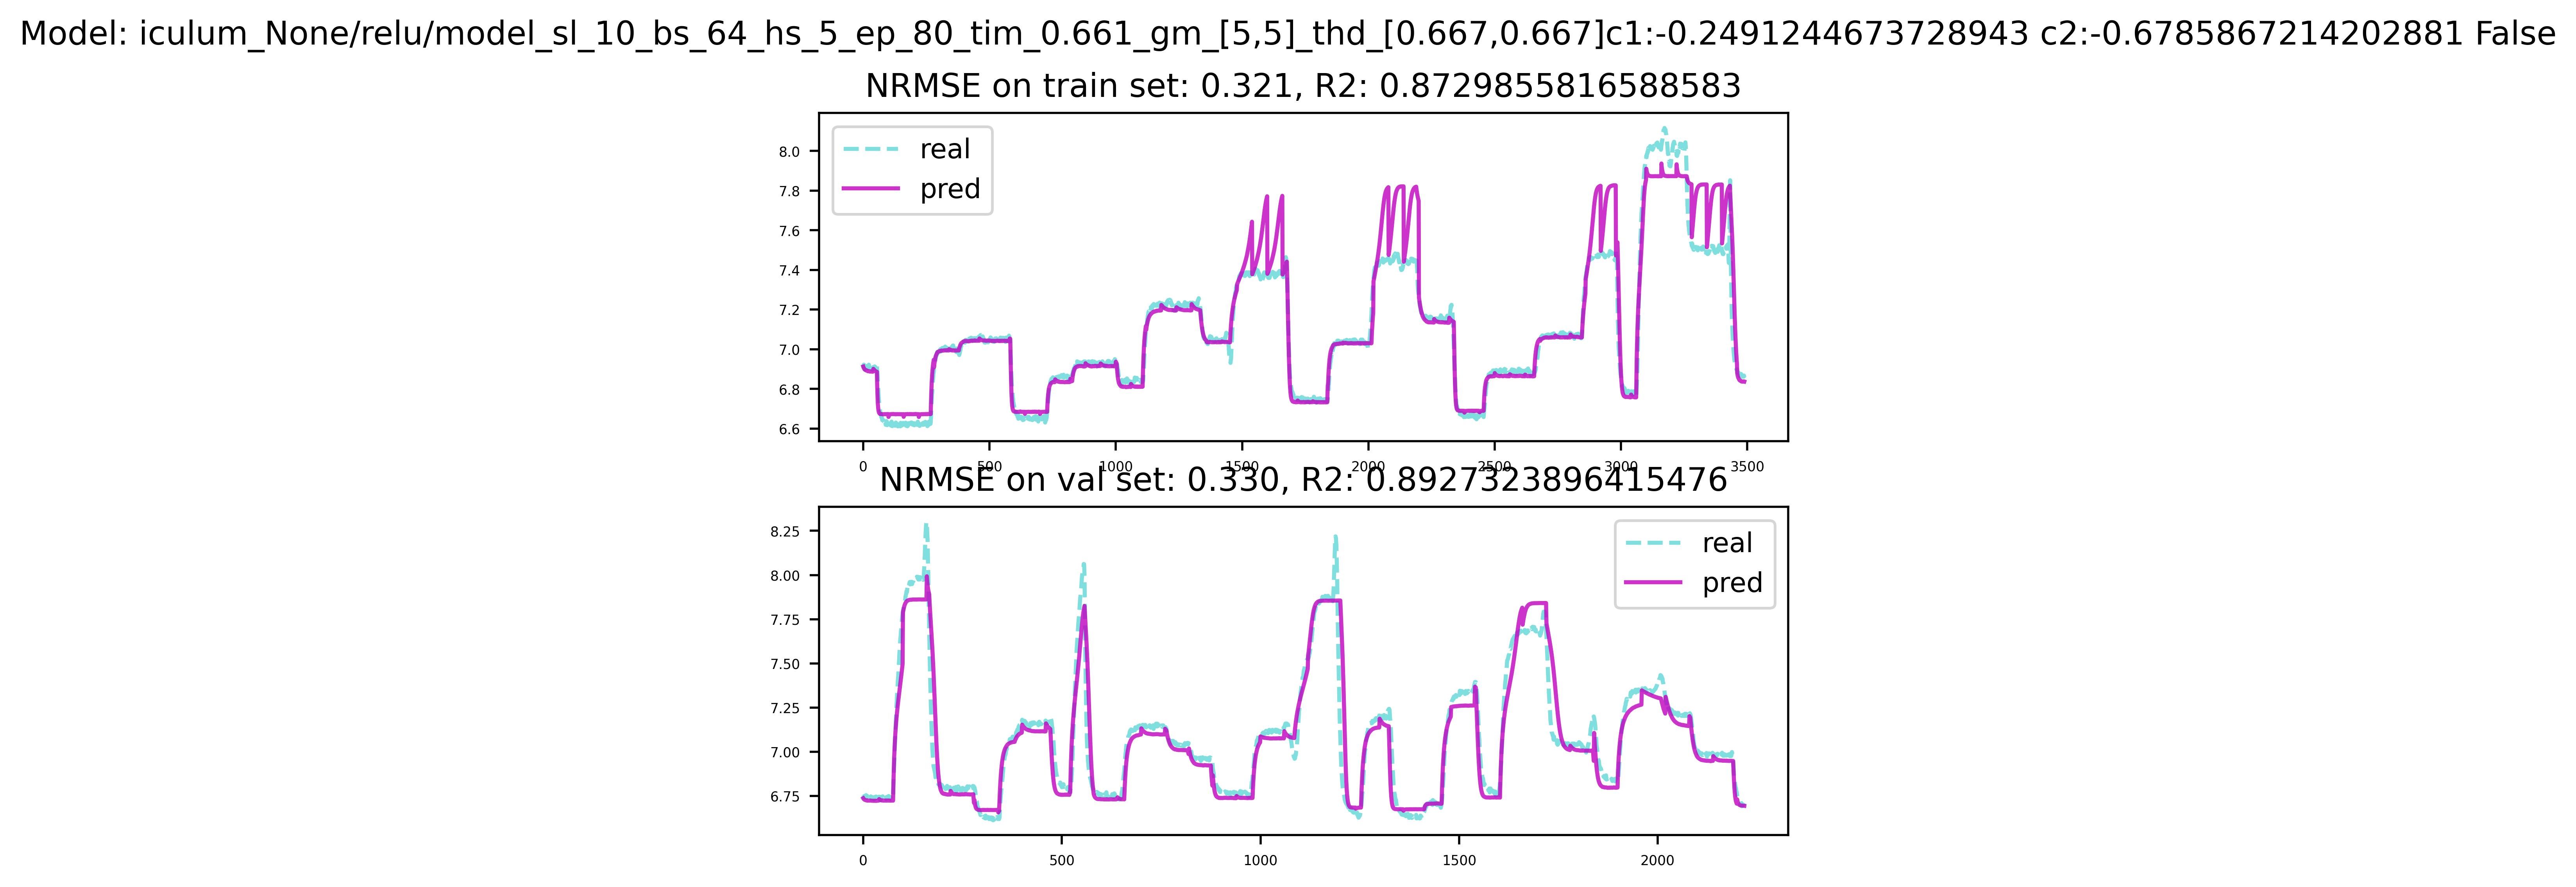 Model: iculum_None/relu/model_sl_10_bs_64_hs_5_ep_80_tim_0.661_gm_[5,5]_thd_[0.667,0.667]c1:-0.2491244673728943 c2:-0.6785867214202881 False
NRMSE on train set: 0.321, R2: 0.8729855816588583
real
pred
8.0
7.8
7.6
7.4
7.2
7.0
6.8
6.6
0 500 1000 1500 2000 2500 3000 3500
NRMSE on val set: 0.330, R2: 0.8927323896415476
real
pred
8.25
8.00
7.75
7.50
7.25
7.00
6.75
0 500 1000 1500 2000